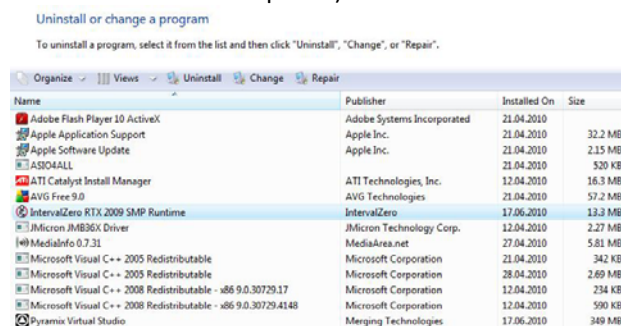 Uninstall or change a program
To uninstall a program, select it from the list and then click "Uninstall", "Change", or "Repair".
Organize Views Uninstall Change Repair
Name Publisher Installed On Size
Adobe Flash Player 10 ActiveX Adobe Systems Incorporated 21.04.2010
Apple Application Support Apple Inc. 21.04.2010 32.2 MB
Apple Software Update Apple Inc. 21.04.2010 2.15 MB
ASIO4ALL 21.04.2010 520 KB
ATI Catalyst Install Manager ATI Technologies, Inc. 12.04.2010 16.3 MB
AVG Free 9.0 AVG Technologies 21.04.2010 57.2 MB
IntervalZero RTX 2009 SMP Runtime IntervalZero 17.06.2010 13.3 MB
JMicron JMB36X Driver JMicron Technology Corp. 12.04.2010 2.27 MB
MediaInfo 0.7.31 MediaArea.net 27.04.2010 5.81 MB
Microsoft Visual C++ 2005 Redistributable Microsoft Corporation 21.04.2010 342 KB
Microsoft Visual C++ 2005 Redistributable Microsoft Corporation 28.04.2010 2.69 MB
Microsoft Visual C++ 2008 Redistributable - x86 9.0.30729.17 Microsoft Corporation 12.04.2010 234 KB
Microsoft Visual C++ 2008 Redistributable - x86 9.0.30729.4148 Microsoft Corporation 12.04.2010 590 KB
Pyramix Virtual Studio Merging Technologies 17.06.2010 349 MB